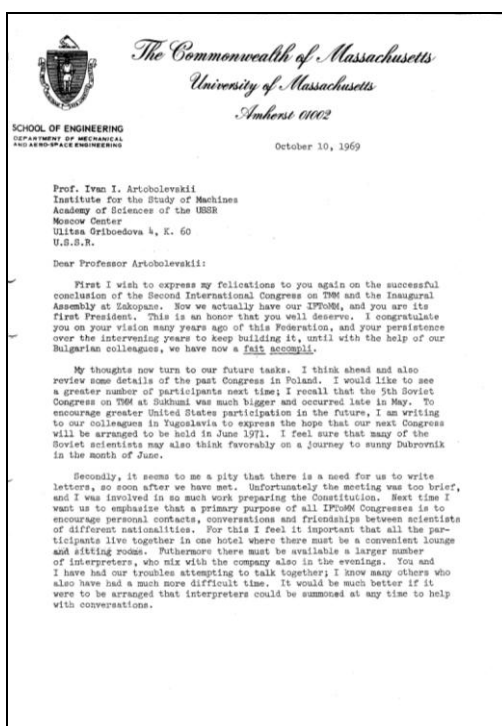 The Commonwealth of Massachusetts
University of Massachusetts
Amherst 01002
SCHOOL OF ENGINEERING
DEPARTMENT OF MECHANICAL
AND AERO-SPACE ENGINEERING
October 10, 1969
Prof. Ivan I. Artobolevskii
Institute for the Study of Machines
Academy of Sciences of the USSR
Moscow Center
Ulitsa Griboedova 4, K. 60
U.S.S.R.
Dear Professor Artobolevskii:
First I wish to express my felications to you again on the successful
conclusion of the Second International Congress on TMM and the Inaugural
Assembly at Zakopane. Now we actually have our IFToMM, and you are its
first President. This is an honor that you well deserve. I congratulate
you on your vision many years ago of this Federation, and your persistence
over the intervening years to keep building it, until with the help of our
Bulgarian colleagues, we have now a fait accompli.
My thoughts now turn to our future tasks. I think ahead and also
review some details of the past Congress in Poland. I would like to see
a greater number of participants next time; I recall that the 5th Soviet
Congress on TMM at Sukhumi was much bigger and occurred late in May. To
encourage greater United States participation in the future, I am writing
to our colleagues in Yugoslavia to express the hope that our next Congress
will be arranged to be held in June 1971. I feel sure that many of the
Soviet scientists may also think favorably on a journey to sunny Dubrovnik
in the month of June.
Secondly, it seems to me a pity that there is a need for us to write
letters, so soon after we have met. Unfortunately the meeting was too brief,
and I was involved in so much work preparing the Constitution. Next time I
want us to emphasize that a primary purpose of all IFToMM Congresses is to
encourage personal contacts, conversations and friendships between scientists
of different nationalities. For this I feel it important that all the par-
ticipants live together in one hotel where there must be a convenient lounge
and sitting rooms. Futhermore there must be available a larger number
of interpreters, who mix with the company also in the evenings. You and
I have had our troubles attempting to talk together; I know many others who
also have had a much more difficult time. It would be much better if it
were to be arranged that interpreters could be summoned at any time to help
with conversations.